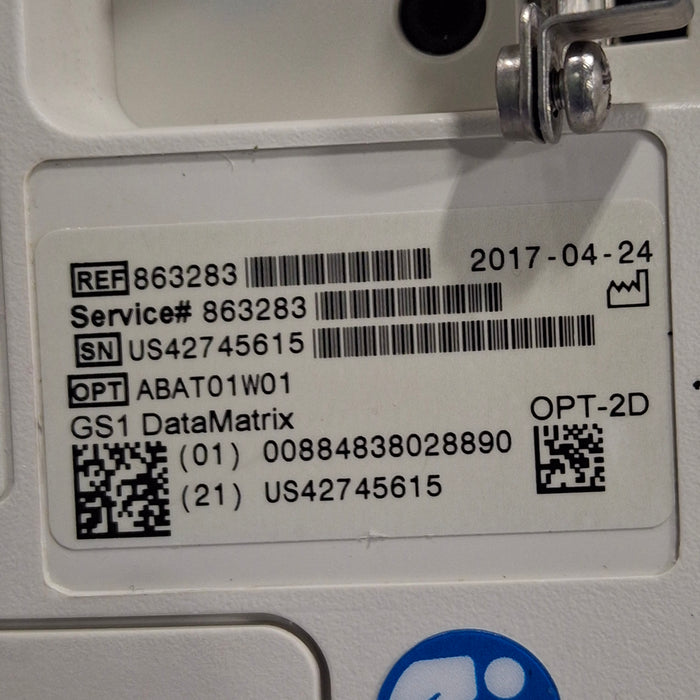 REF 863283
2017-04-24
Service# 863283
SN US42745615
OPT ABAT01W01
GS1 DataMatrix
OPT-2D
(01) 00884838028890
(21) US42745615